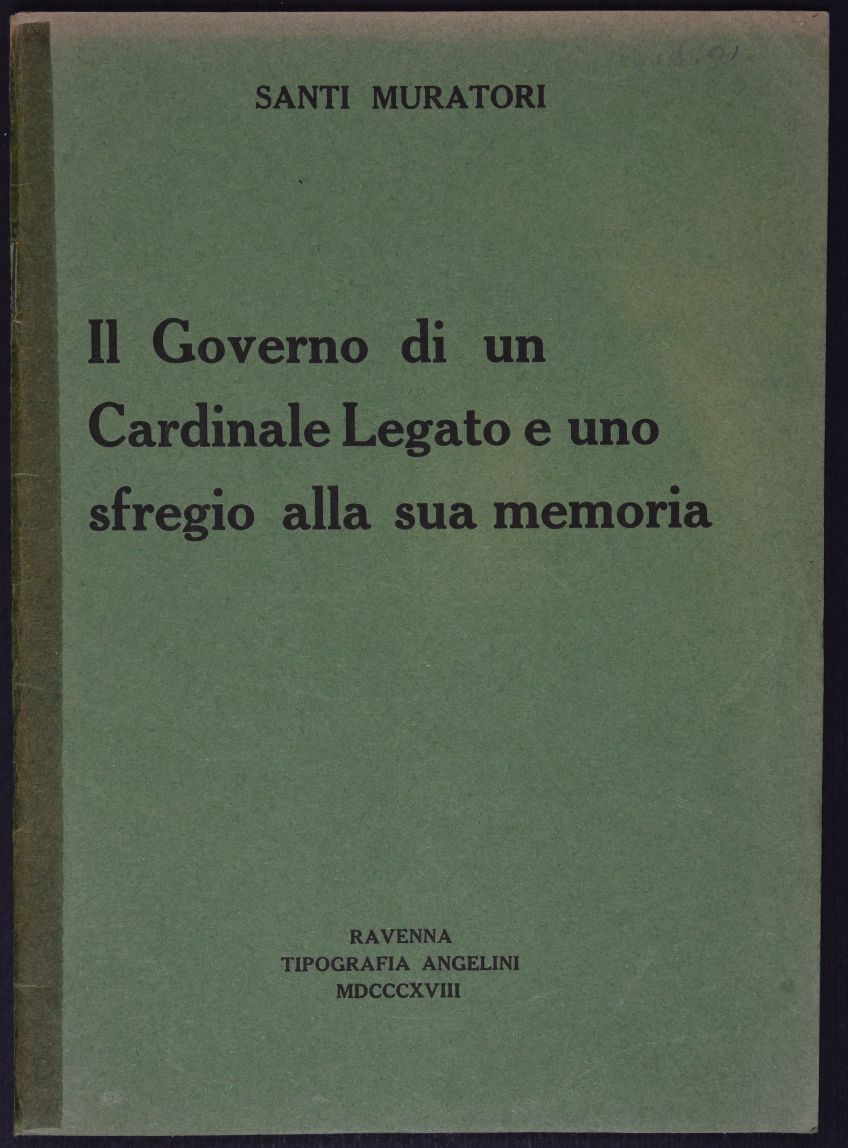 SANTI MURATORI
Il Governo di un
Cardinale Legato e uno
sfregio alla sua memoria
RAVENNA
TIPOGRAFIA ANGELINI
MDCCCXVIII